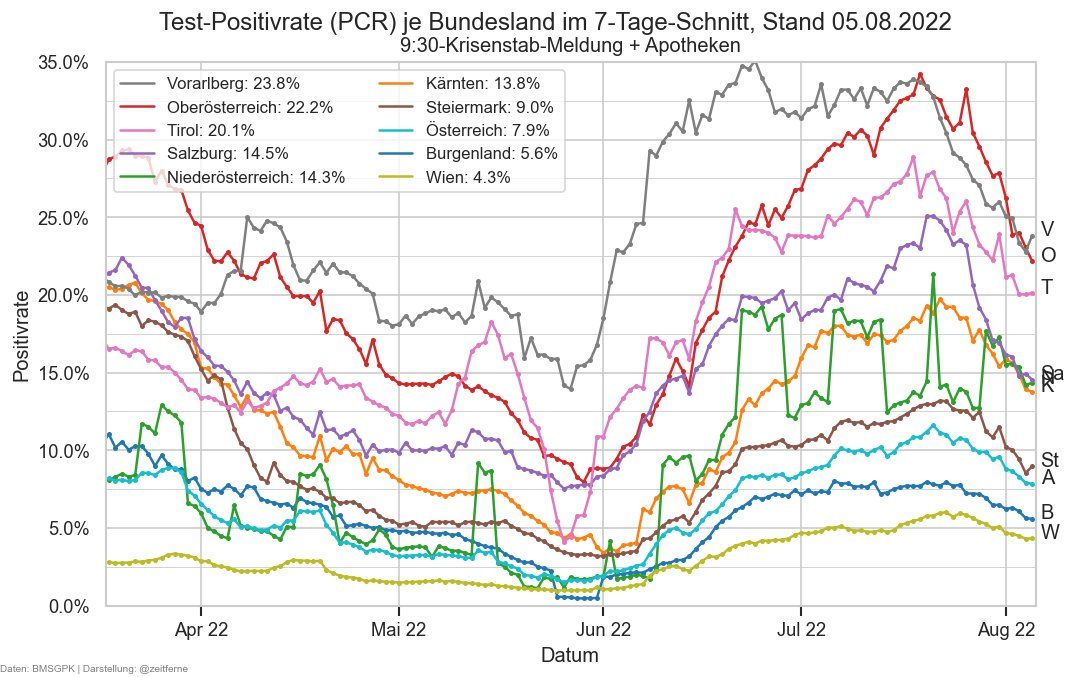 Test-Positivrate (PCR) je Bundesland im 7-Tage-Schnitt, Stand 05.08.2022
9:30-Krisenstab-Meldung + Apotheken
35.0%
30.0%
25.0%
20.0%
15.0%
10.0%
5.0%
0.0%
Positivrate
Vorarlberg: 23.8%
Oberösterreich: 22.2%
Tirol: 20.1%
Salzburg: 14.5%
Niederösterreich: 14.3%
Kärnten: 13.8%
Steiermark: 9.0%
Österreich: 7.9%
Burgenland: 5.6%
Wien: 4.3%
V
O
T
Sa
K
St
A
B
W
Apr 22
Mai 22
Jun 22
Jul 22
Aug 22
Datum
Daten: BMSGPK | Darstellung: @zeitferne